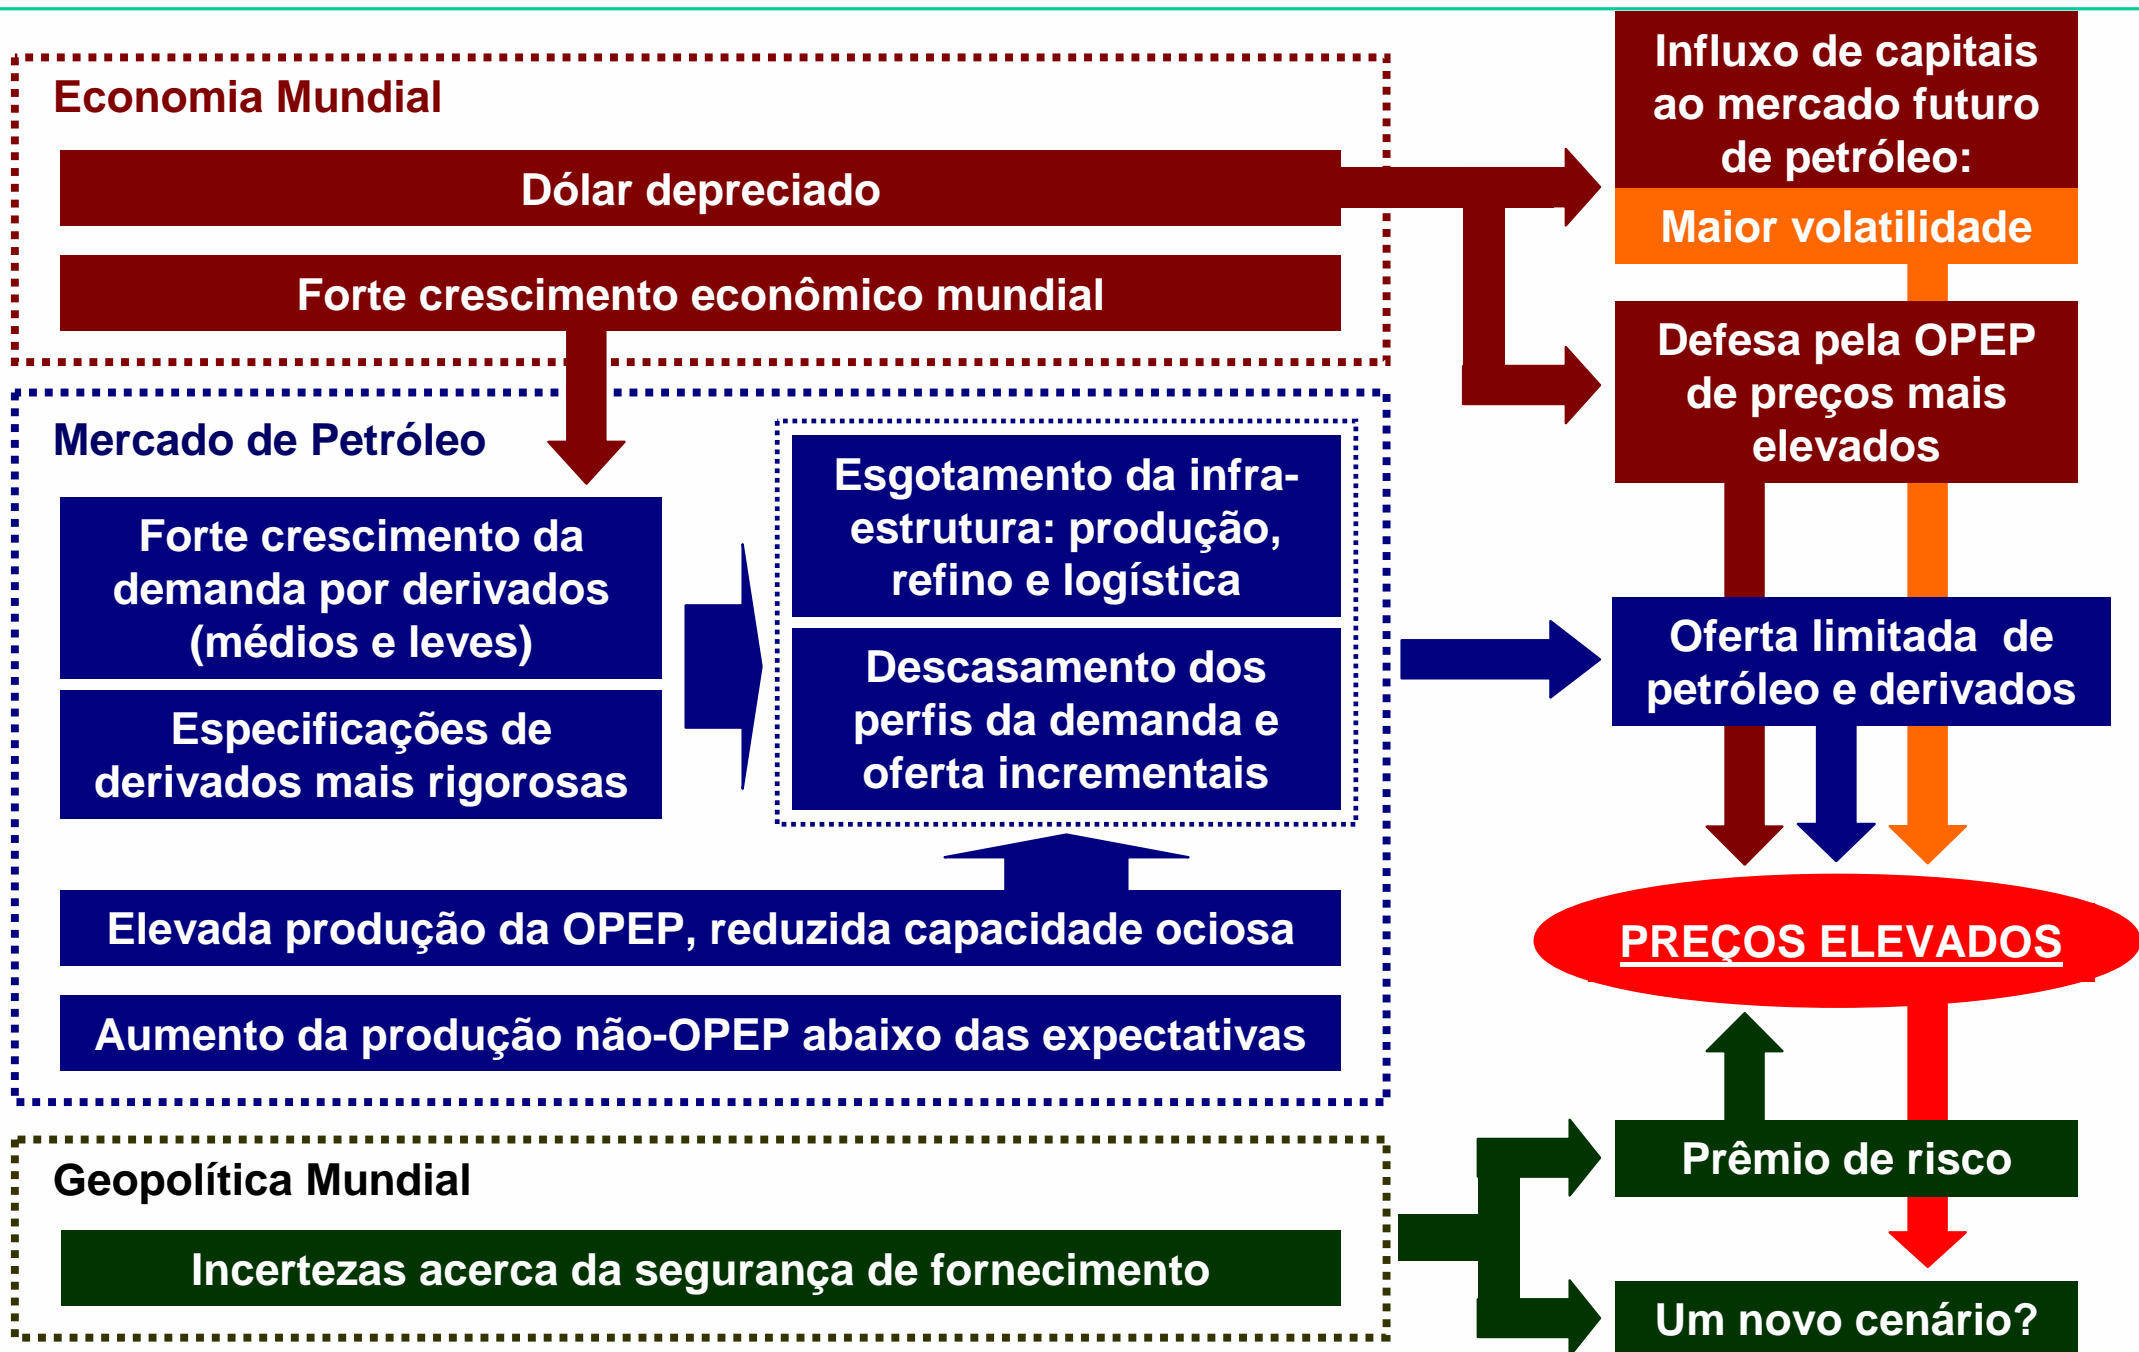 Economia Mundial
Dólar depreciado
Forte crescimento econômico mundial
Influxo de capitais
ao mercado futuro
de petróleo:
Maior volatilidade
Defesa pela OPEP
de preços mais
elevados
Mercado de Petróleo
Forte crescimento da
demanda por derivados
(médios e leves)
Especificações de
derivados mais rigorosas
Esgotamento da infra-
estrutura: produção,
refino e logística
Descasamento dos
perfis da demanda e
oferta incrementais
Oferta limitada de
petróleo e derivados
Elevada produção da OPEP, reduzida capacidade ociosa
Aumento da produção não-OPEP abaixo das expectativas
PREÇOS ELEVADOS
Geopolítica Mundial
Incertezas acerca da segurança de fornecimento
Prêmio de risco
Um novo cenário?